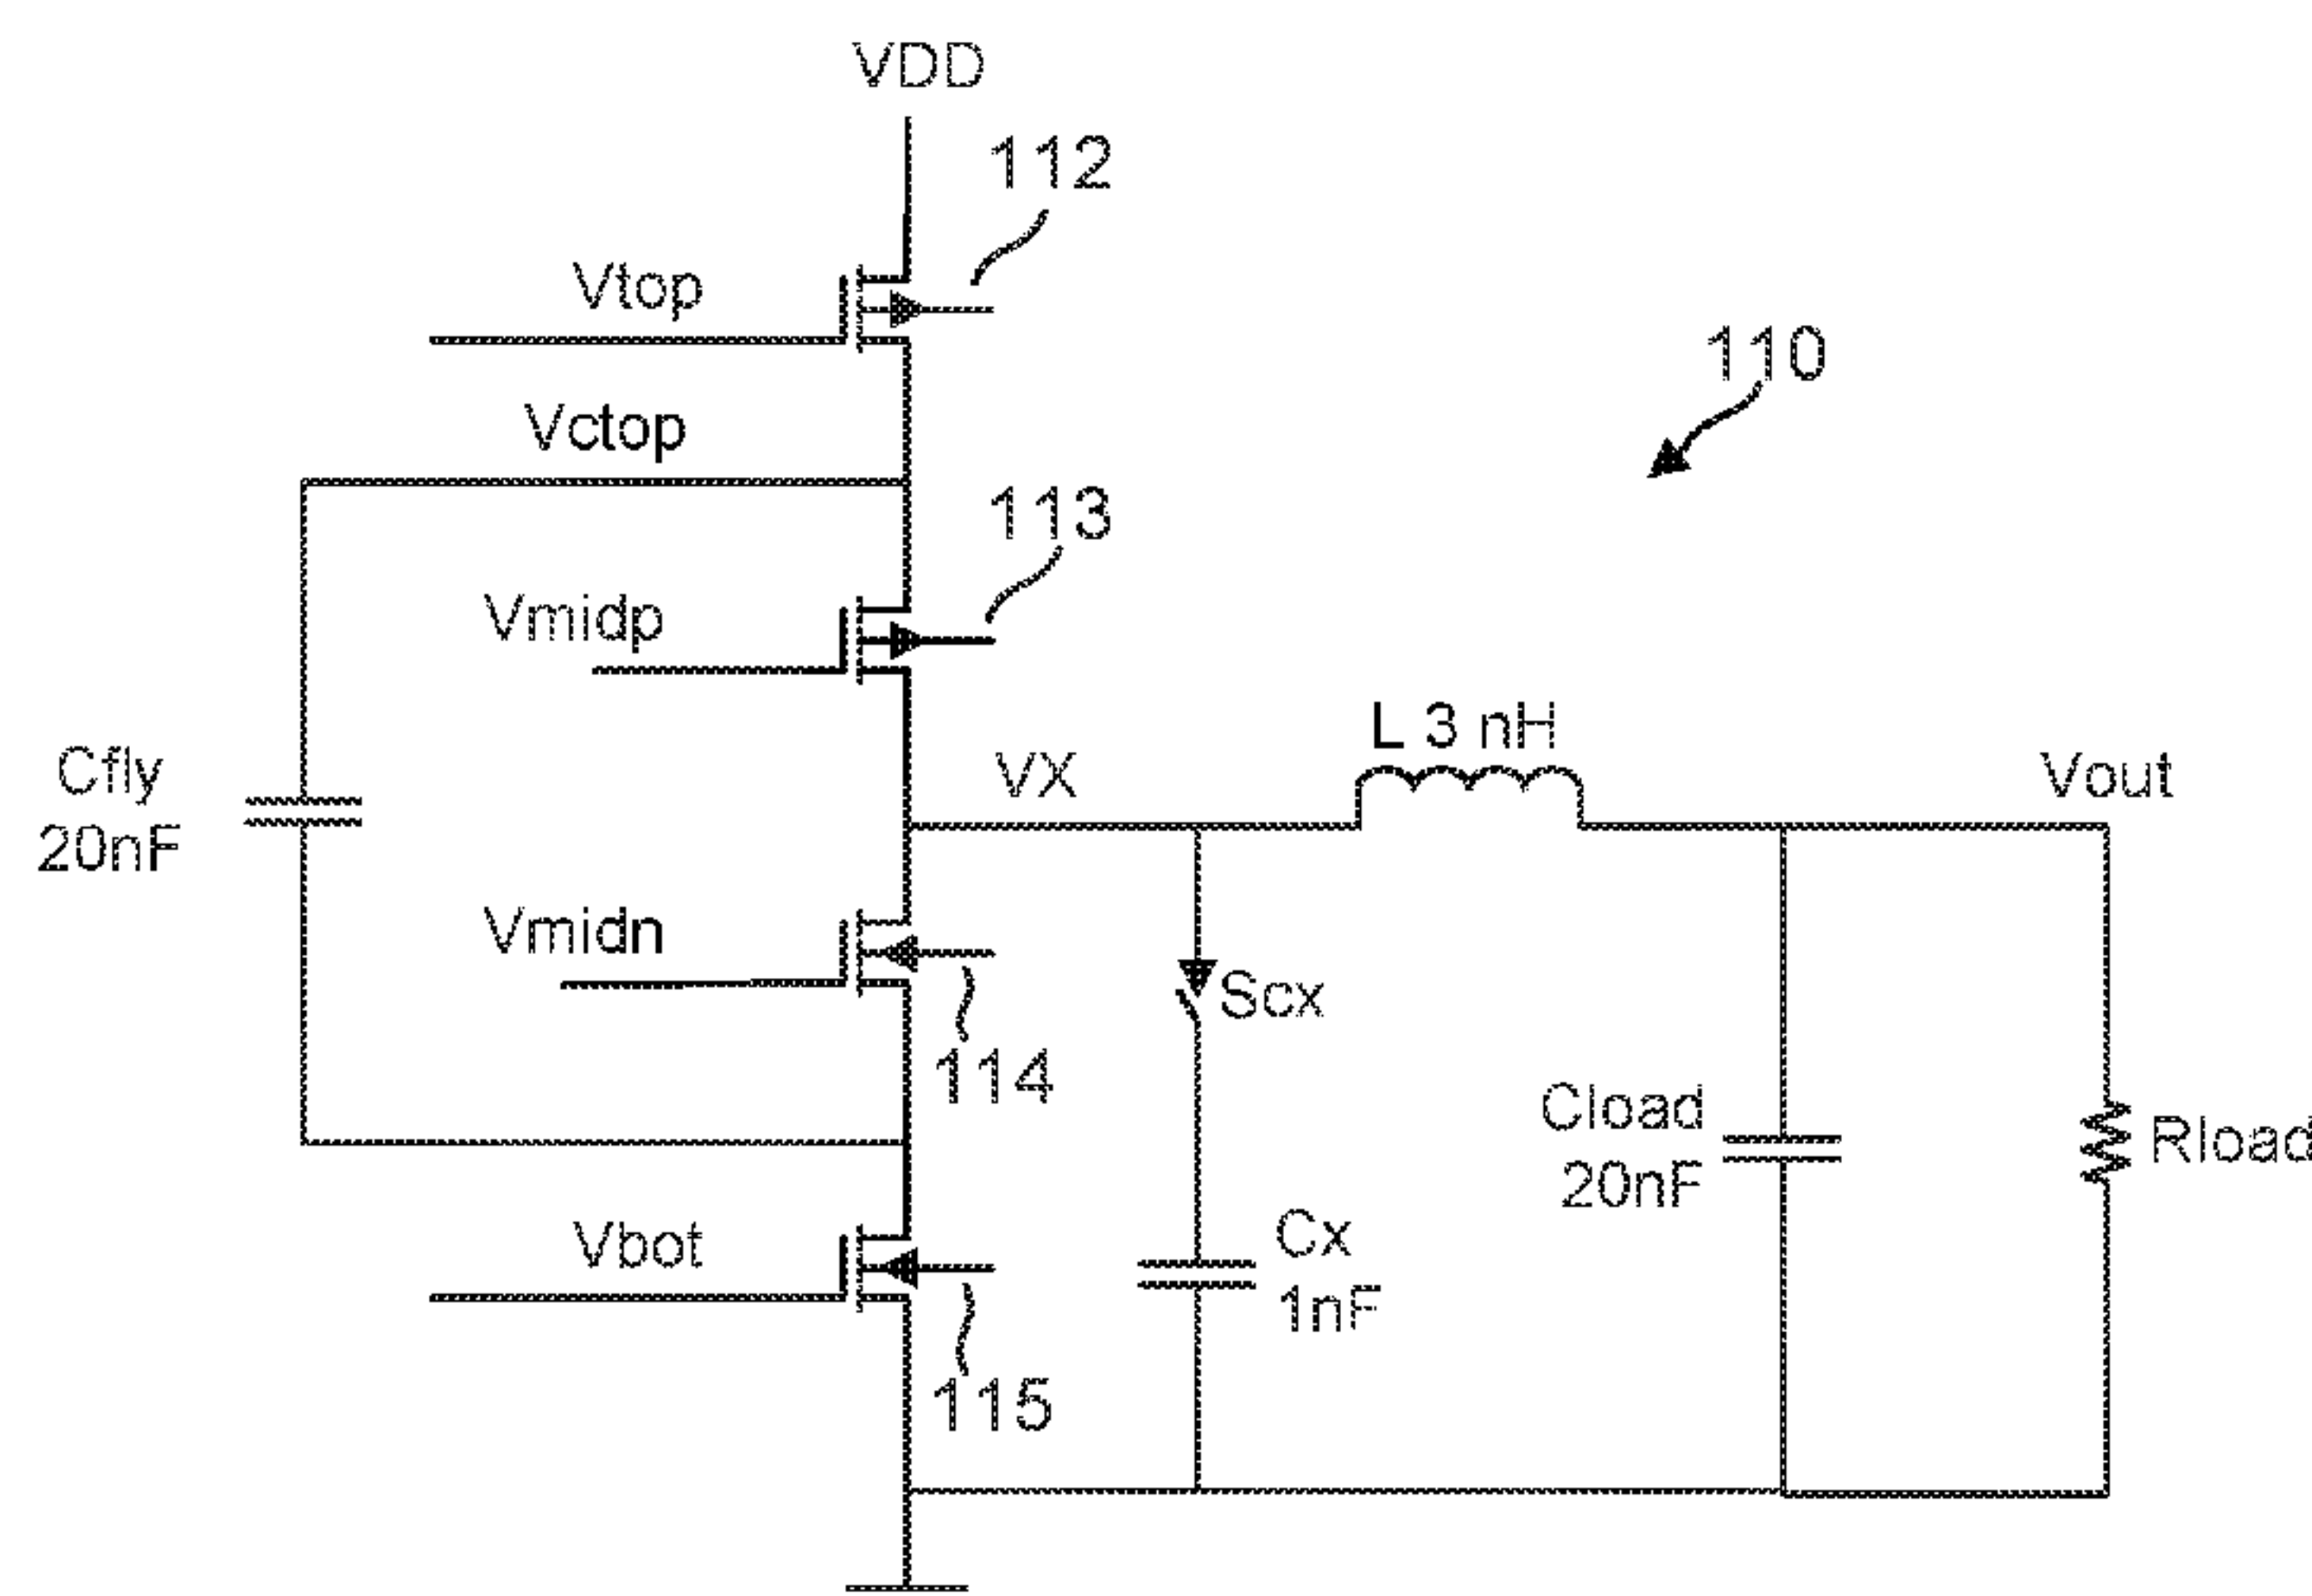 VDD
112
Vtop
110
Vctop
113
Vmidp
L 3 nH
VX
Vout
Cfly
20nF
Vmidn
Scx
114
Cload
20nF
Rload
Vbot
Cx
1nF
115